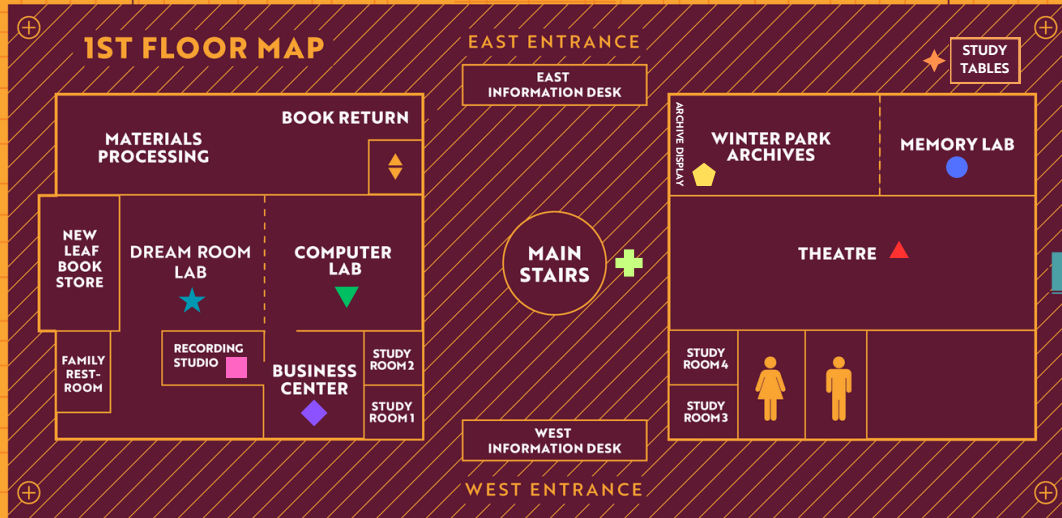 1ST FLOOR MAP
EAST ENTRANCE
EAST
INFORMATION DESK
STUDY
TABLES
MATERIALS
PROCESSING
BOOK RETURN
ARCHIVE DISPLAY
WINTER PARK
ARCHIVES
MEMORY LAB
NEW
LEAF
BOOK
STORE
DREAM ROOM
LAB
COMPUTER
LAB
MAIN
STAIRS
THEATRE
FAMILY
REST-
ROOM
RECORDING
STUDIO
BUSINESS
CENTER
STUDY
ROOM 2
STUDY
ROOM 1
STUDY
ROOM 4
STUDY
ROOM 3
WEST
INFORMATION DESK
WEST ENTRANCE